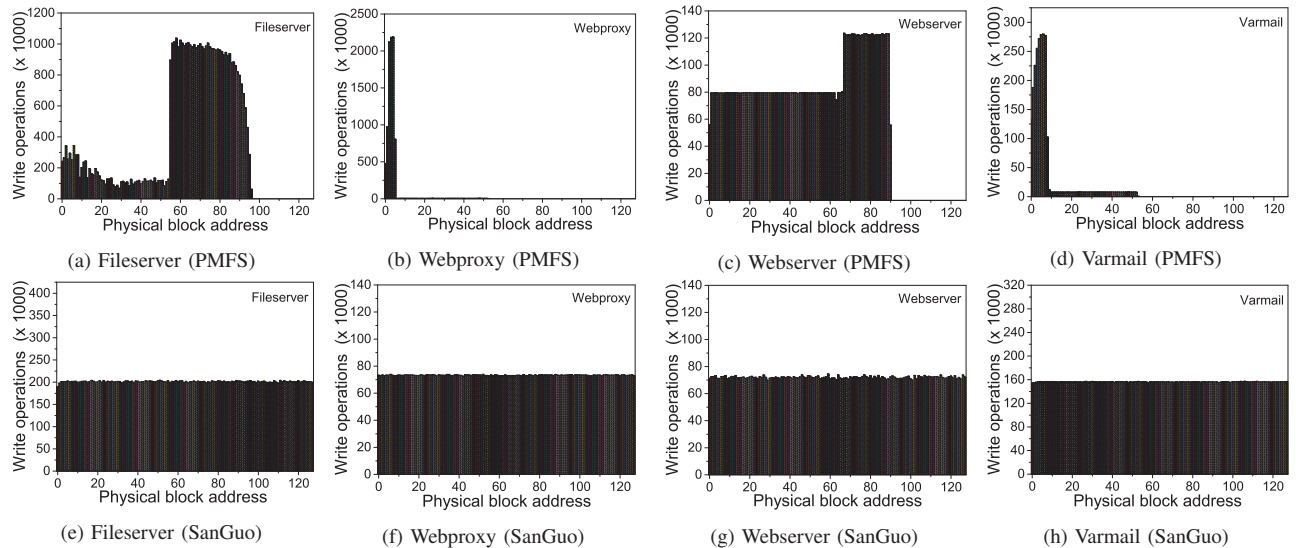 Fileserver
Write operations (x 1000)
1200
1000
800
600
400
200
0
0 20 40 60 80 100 120
Physical block address
(a) Fileserver (PMFS)
Webproxy
Write operations (x 1000)
2500
2250
2000
1750
1500
1250
1000
750
500
250
0
0 20 40 60 80 100 120
Physical block address
(b) Webproxy (PMFS)
Webserver
Write operations (x 1000)
140
120
100
80
60
40
20
0
0 20 40 60 80 100 120
Physical block address
(c) Webserver (PMFS)
Varmail
Write operations (x 1000)
300
250
200
150
100
50
0
0 20 40 60 80 100 120
Physical block address
(d) Varmail (PMFS)
Fileserver
Write operations (x 1000)
400
350
300
250
200
150
100
50
0
0 20 40 60 80 100 120
Physical block address
(e) Fileserver (SanGuo)
Webproxy
Write operations (x 1000)
140
120
100
80
60
40
20
0
0 20 40 60 80 100 120
Physical block address
(f) Webproxy (SanGuo)
Webserver
Write operations (x 1000)
140
120
100
80
60
40
20
0
0 20 40 60 80 100 120
Physical block address
(g) Webserver (SanGuo)
Varmail
Write operations (x 1000)
320
280
240
200
160
120
80
40
0
0 20 40 60 80 100 120
Physical block address
(h) Varmail (SanGuo)